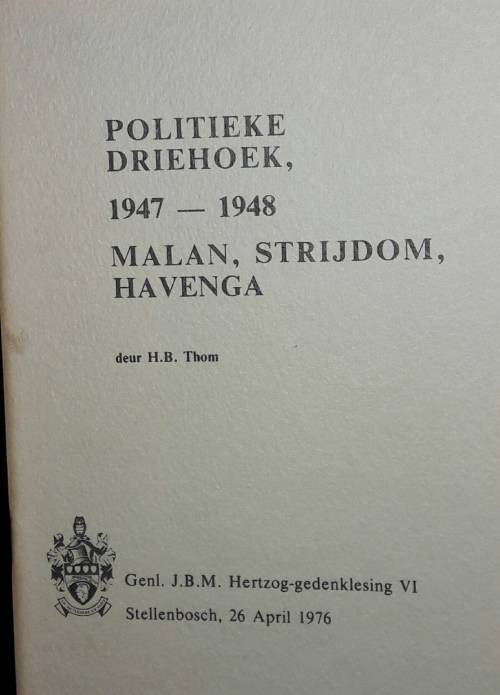 POLITIEKE
DRIEHOEK,
1947 — 1948
MALAN, STRIJDOM,
HAVENGA
deur H.B. Thom
Genl. J.B.M. Hertzog-gedenklesing VI
Stellenbosch, 26 April 1976